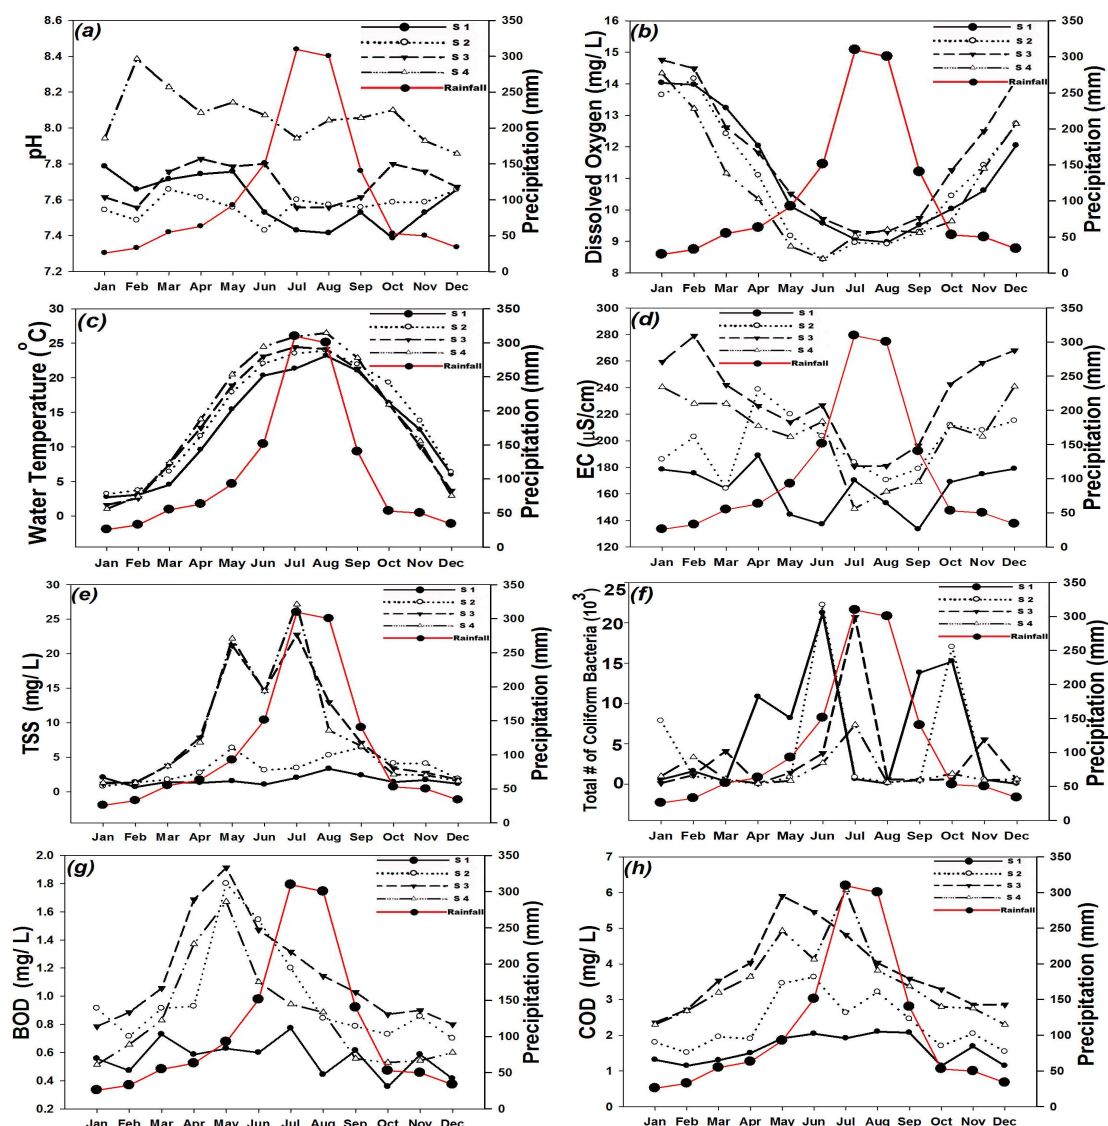 (a)
S 1
S 2
S 3
S 4
Rainfall
pH
8.6
8.4
8.2
8.0
7.8
7.6
7.4
7.2
350
300
250
200
150
100
50
0
Precipitation (mm)
Jan Feb Mar Apr May Jun Jul Aug Sep Oct Nov Dec
(b)
S 1
S 2
S 3
S 4
Rainfall
Dissolved Oxygen (mg/ L)
16
15
14
13
12
11
10
9
8
350
300
250
200
150
100
50
0
Precipitation (mm)
Jan Feb Mar Apr May Jun Jul Aug Sep Oct Nov Dec
(c)
S 1
S 2
S 3
S 4
Rainfall
Water Temperature (°C)
30
25
20
15
10
5
0
350
300
250
200
150
100
50
0
Precipitation (mm)
Jan Feb Mar Apr May Jun Jul Aug Sep Oct Nov Dec
(d)
S 1
S 2
S 3
S 4
Rainfall
EC (µS/cm)
300
280
260
240
220
200
180
160
140
120
350
300
250
200
150
100
50
0
Precipitation (mm)
Jan Feb Mar Apr May Jun Jul Aug Sep Oct Nov Dec
(e)
S 1
S 2
S 3
S 4
Rainfall
TSS (mg/ L)
30
25
20
15
10
5
0
350
300
250
200
150
100
50
0
Precipitation (mm)
Jan Feb Mar Apr May Jun Jul Aug Sep Oct Nov Dec
(f)
S 1
S 2
S 3
S 4
Rainfall
Total # of Coliform Bacteria (10³)
25
20
15
10
5
0
350
300
250
200
150
100
50
0
Precipitation (mm)
Jan Feb Mar Apr May Jun Jul Aug Sep Oct Nov Dec
(g)
S 1
S 2
S 3
S 4
Rainfall
BOD (mg/ L)
2.0
1.8
1.6
1.4
1.2
1.0
0.8
0.6
0.4
0.2
350
300
250
200
150
100
50
0
Precipitation (mm)
Jan Feb Mar Apr May Jun Jul Aug Sep Oct Nov Dec
(h)
S 1
S 2
S 3
S 4
Rainfall
COD (mg/ L)
7
6
5
4
3
2
1
0
350
300
250
200
150
100
50
0
Precipitation (mm)
Jan Feb Mar Apr May Jun Jul Aug Sep Oct Nov Dec